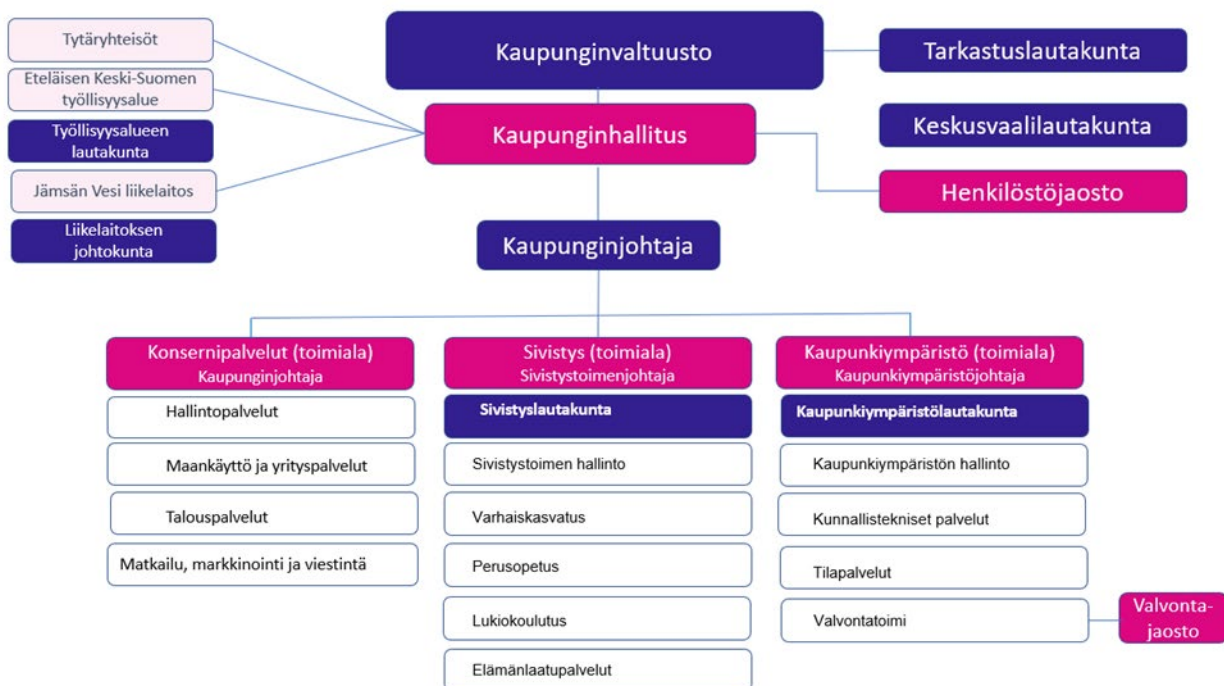 Tytäryhteisöt
Eteläisen Keski-Suomen
työllisyysalue
Työllisyysalueen
lautakunta
Jämsän Vesi liikelaitos
Liikelaitoksen
johtokunta
Kaupunginvaltuusto
Kaupunginhallitus
Kaupunginjohtaja
Tarkastuslautakunta
Keskusvaalilautakunta
Henkilöstöjaosto
Konsernipalvelut (toimiala)
Kaupunginjohtaja
Hallintopalvelut
Maankäyttö ja yrityspalvelut
Talouspalvelut
Matkailu, markkinointi ja viestintä
Sivistys (toimiala)
Sivistystoimenjohtaja
Sivistyslautakunta
Sivistystoimen hallinto
Varhaiskasvatus
Perusopetus
Lukiokoulutus
Elämänlaatupalvelut
Kaupunkiympäristö (toimiala)
Kaupunkiympäristöjohtaja
Kaupunkiympäristölautakunta
Kaupunkiympäristön hallinto
Kunnallistekniset palvelut
Tilapalvelut
Valvontatoimi
Valvonta-
jaosto